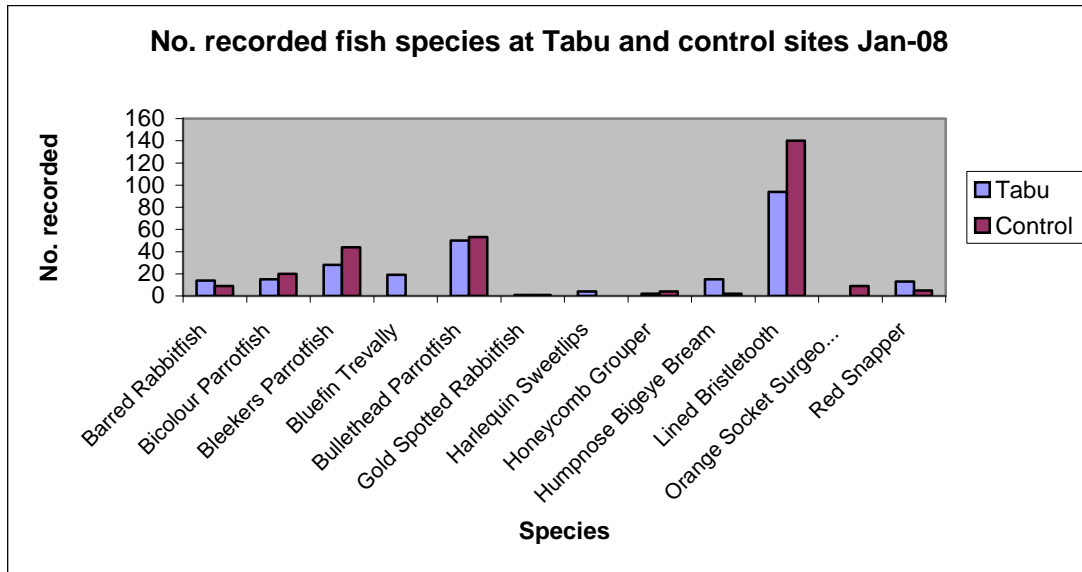 No. recorded fish species at Tabu and control sites Jan-08
No. recorded
160
140
120
100
80
60
40
20
0
Barred Rabbitfish
Bicolour Parrotfish
Bleekers Parrotfish
Bluefin Trevally
Bullethead Parrotfish
Gold Spotted Rabbitfish
Harlequin Sweetlips
Honeycomb Grouper
Humpnose Bigeye Bream
Lined Bristletooth
Orange Socket Surgeo...
Red Snapper
Species
Tabu
Control